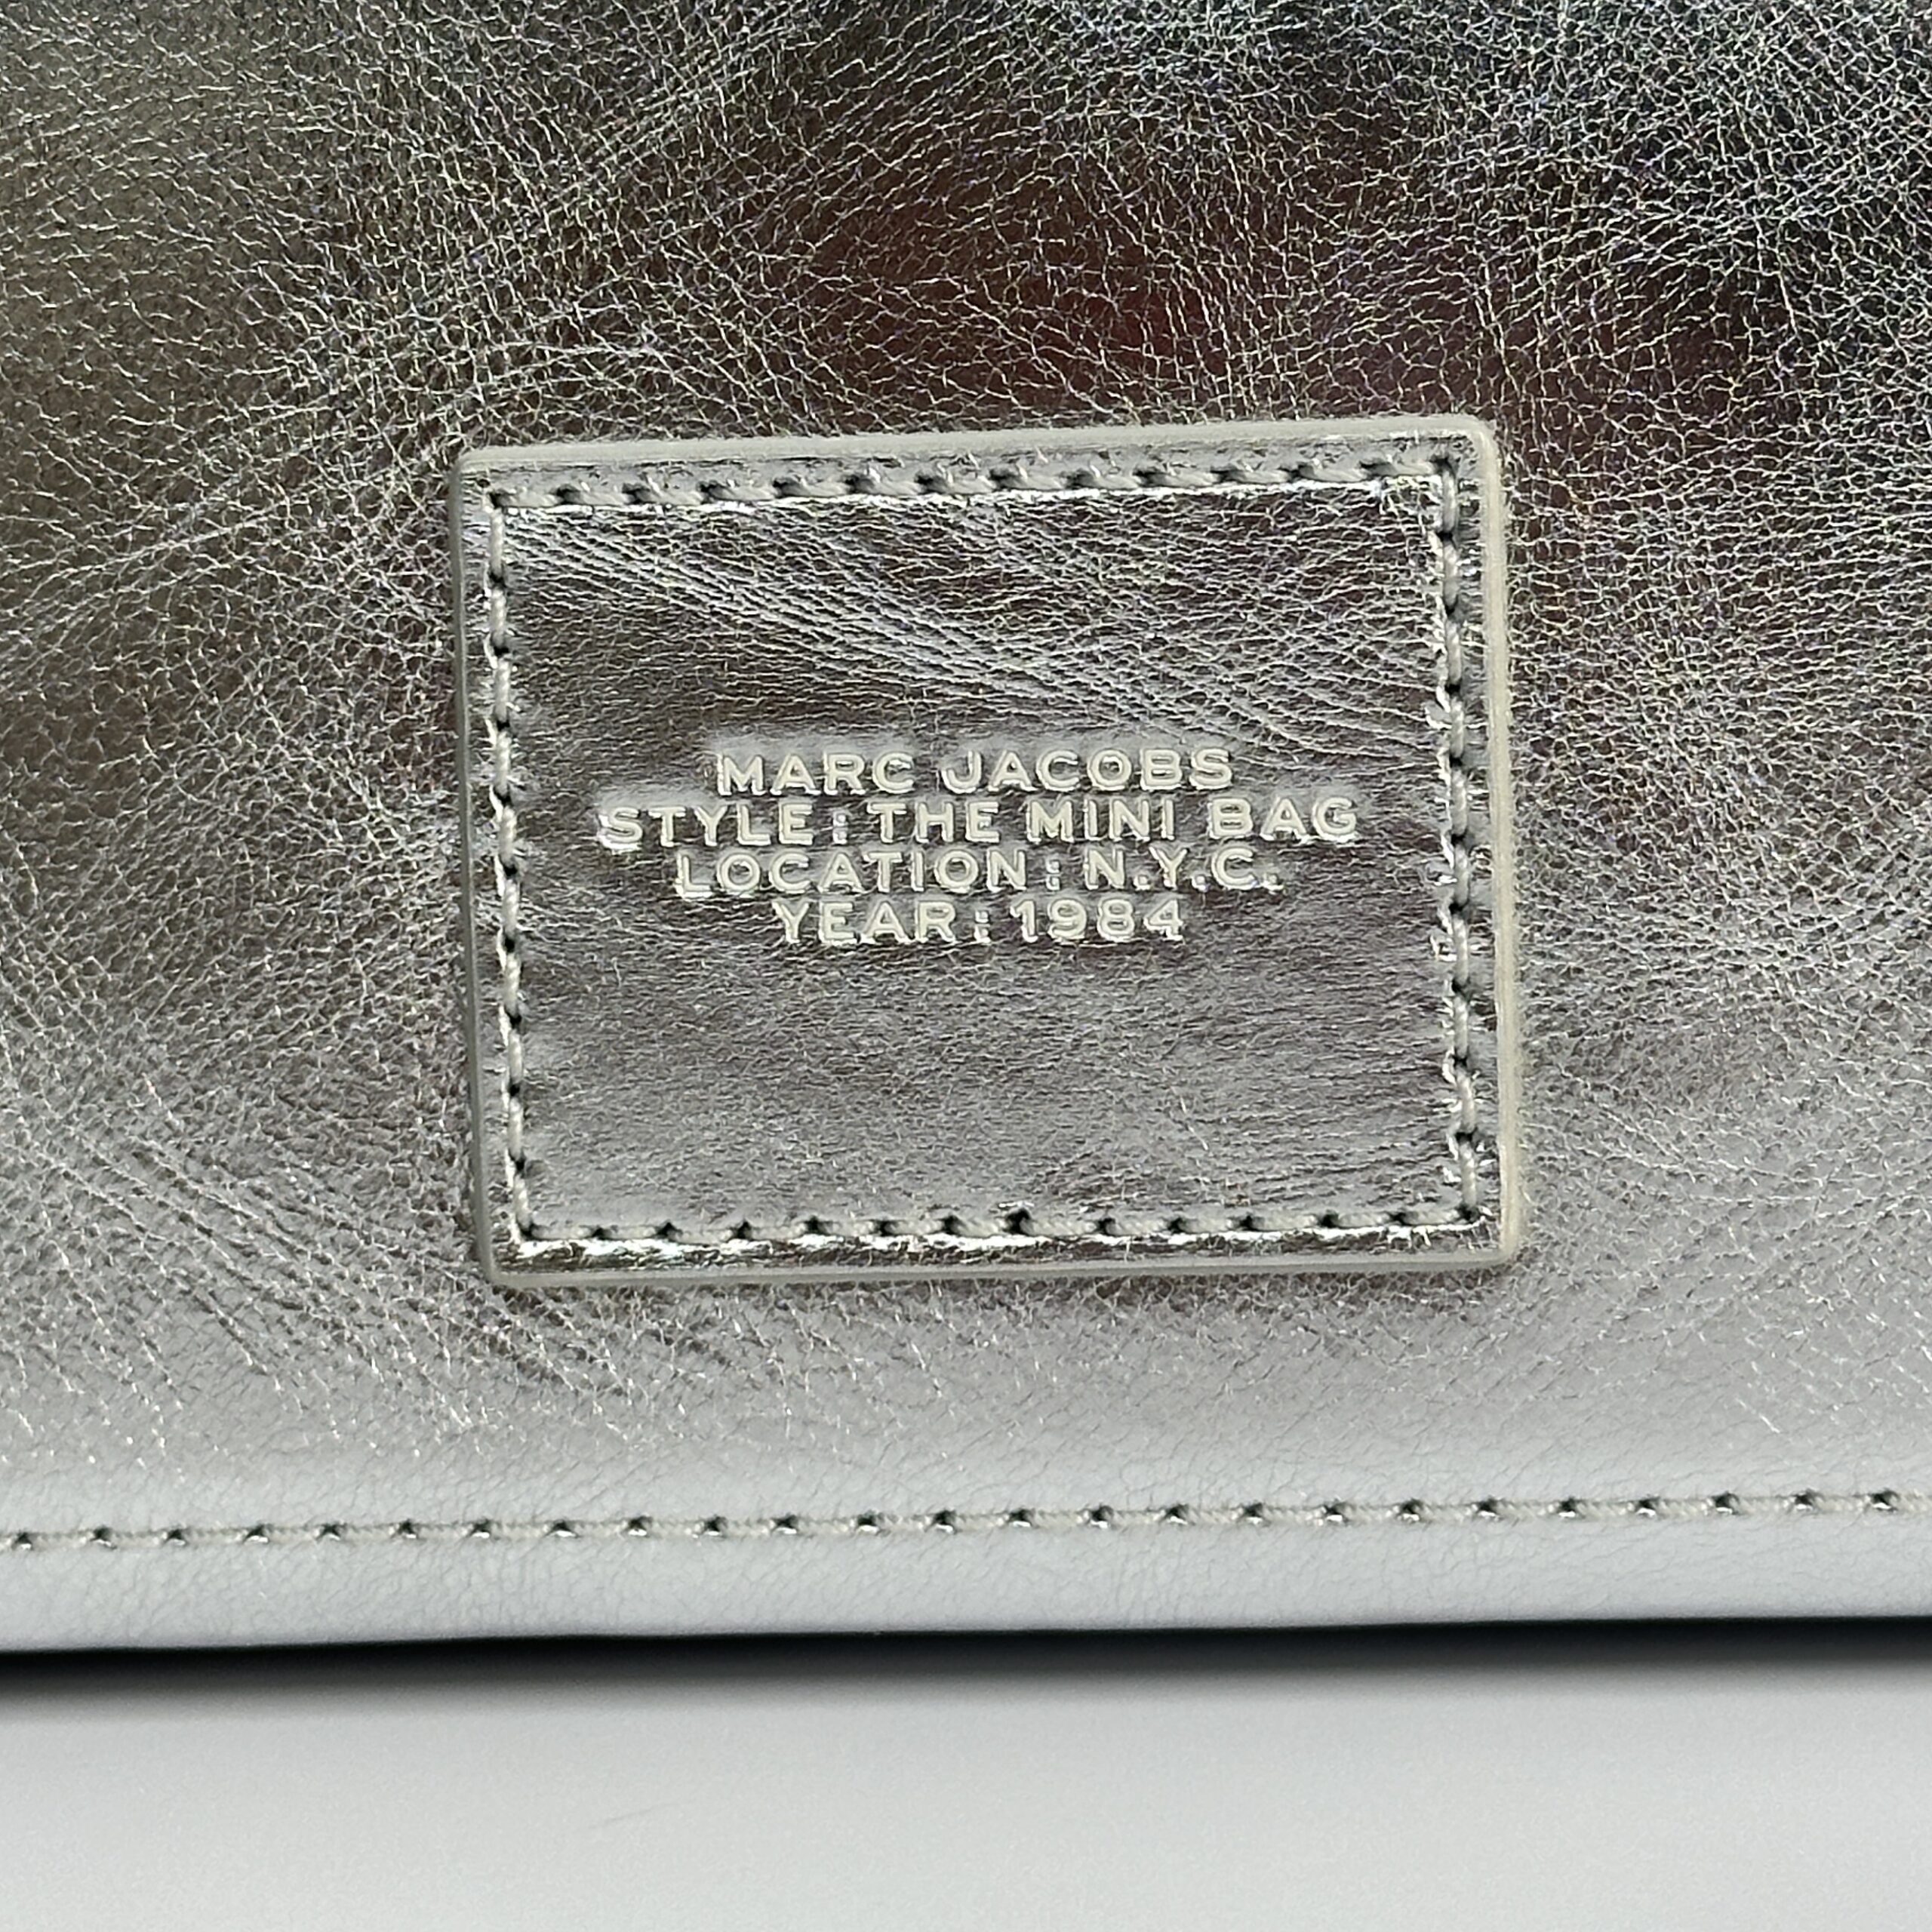 MARC JACOBS
STYLE: THE MINI BAG
LOCATION: N.Y.C.
YEAR: 1984